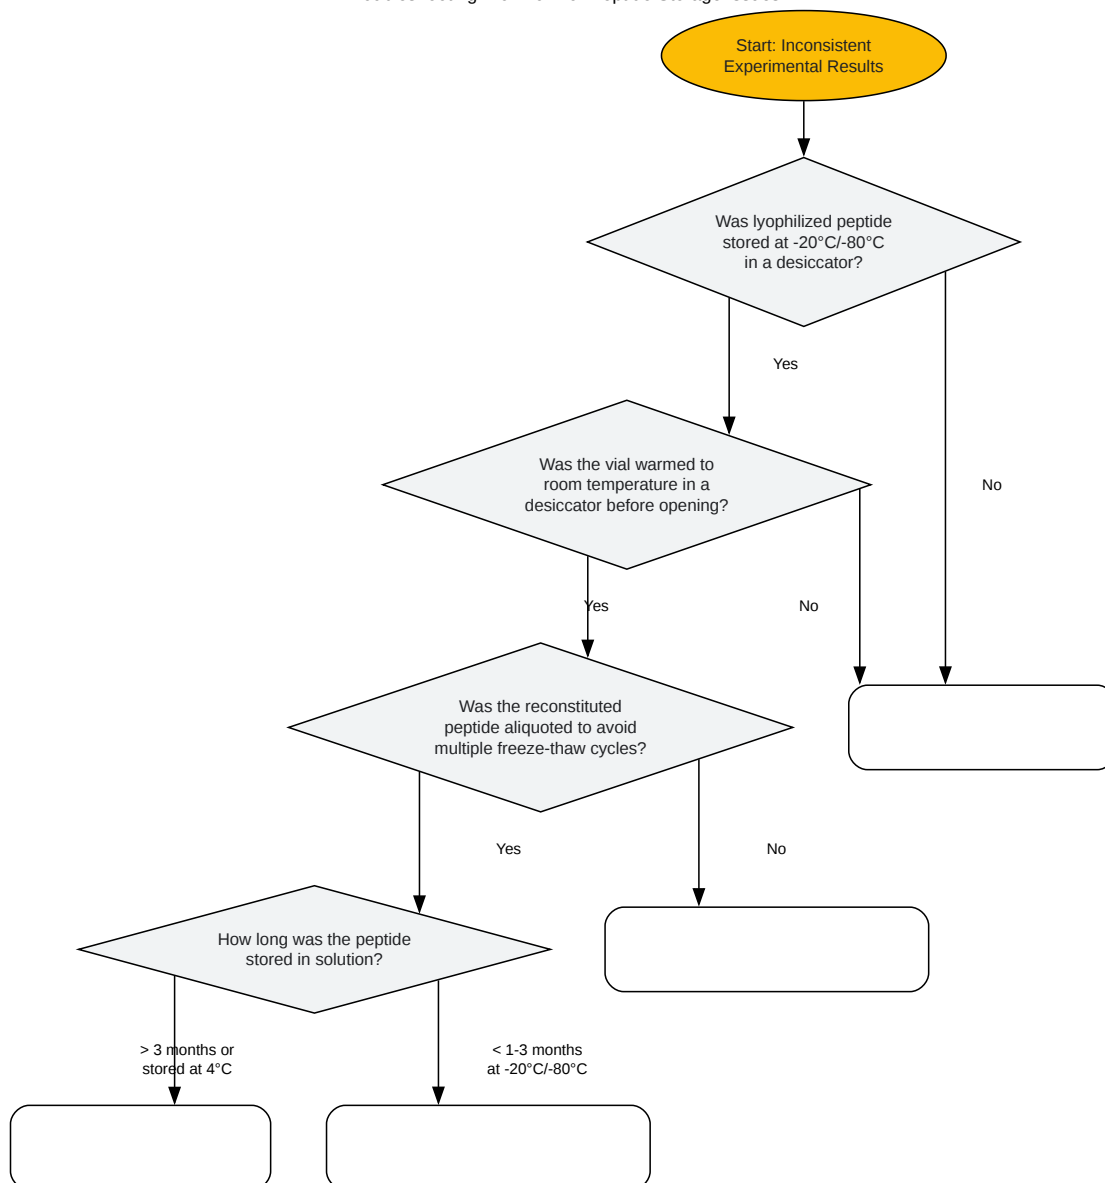 Start: Inconsistent
Experimental Results
Was lyophilized peptide
stored at -20°C/-80°C
in a desiccator?
Yes
No
Was the vial warmed to
room temperature in a
desiccator before opening?
Yes
No
Was the reconstituted
peptide aliquoted to avoid
multiple freeze-thaw cycles?
Yes
No
How long was the peptide
stored in solution?
> 3 months or
stored at 4°C
< 1-3 months
at -20°C/-80°C